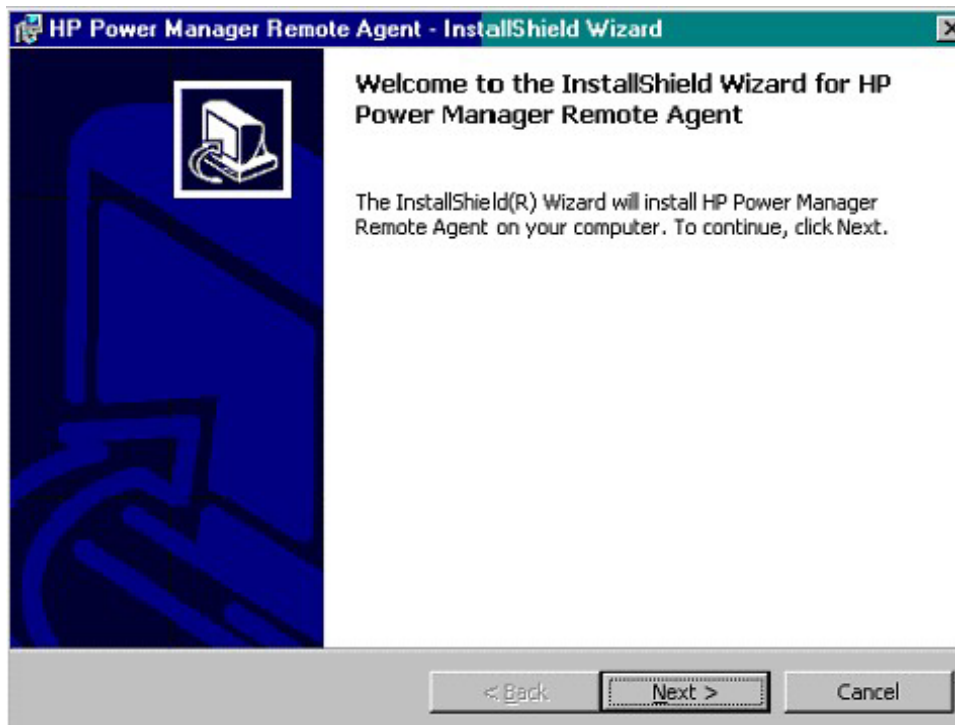 HP Power Manager Remote Agent - InstallShield Wizard
Welcome to the InstallShield Wizard for HP
Power Manager Remote Agent
The InstallShield(R) Wizard will install HP Power Manager
Remote Agent on your computer. To continue, click Next.
< Back
Next >
Cancel